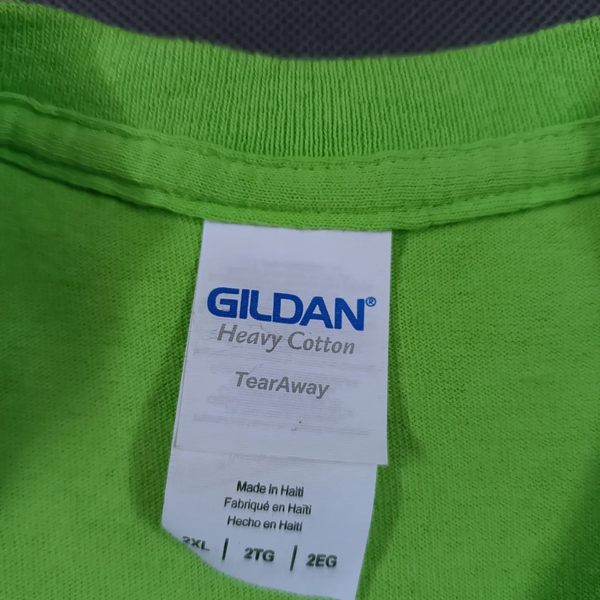 GILDAN®
Heavy Cotton
TearAway
Made in Haiti
Fabriqué en Haïti
Hecho en Haití
2XL | 2TG | 2EG